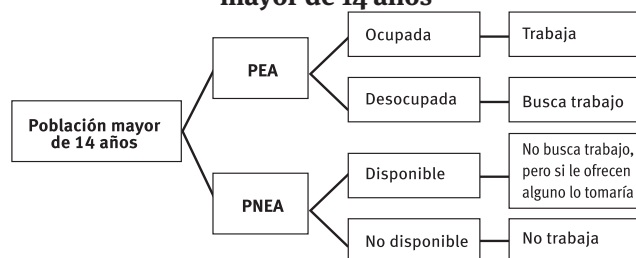 mayor de 14 años
Ocupada
Trabaja
PEA
Desocupada
Busca trabajo
Población mayor
de 14 años
Disponible
No busca trabajo,
pero si le ofrecen
alguno lo tomaría
PNEA
No disponible
No trabaja